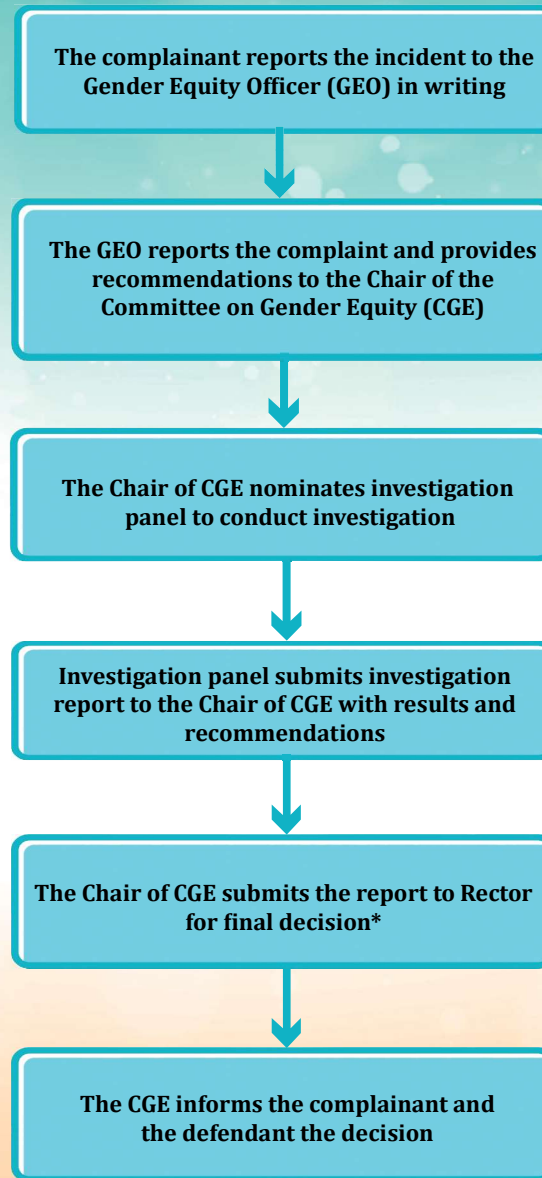 The complainant reports the incident to the
Gender Equity Officer (GEO) in writing
The GEO reports the complaint and provides
recommendations to the Chair of the
Committee on Gender Equity (CGE)
The Chair of CGE nominates investigation
panel to conduct investigation
Investigation panel submits investigation
report to the Chair of CGE with results and
recommendations
The Chair of CGE submits the report to Rector
for final decision*
The CGE informs the complainant and
the defendant the decision